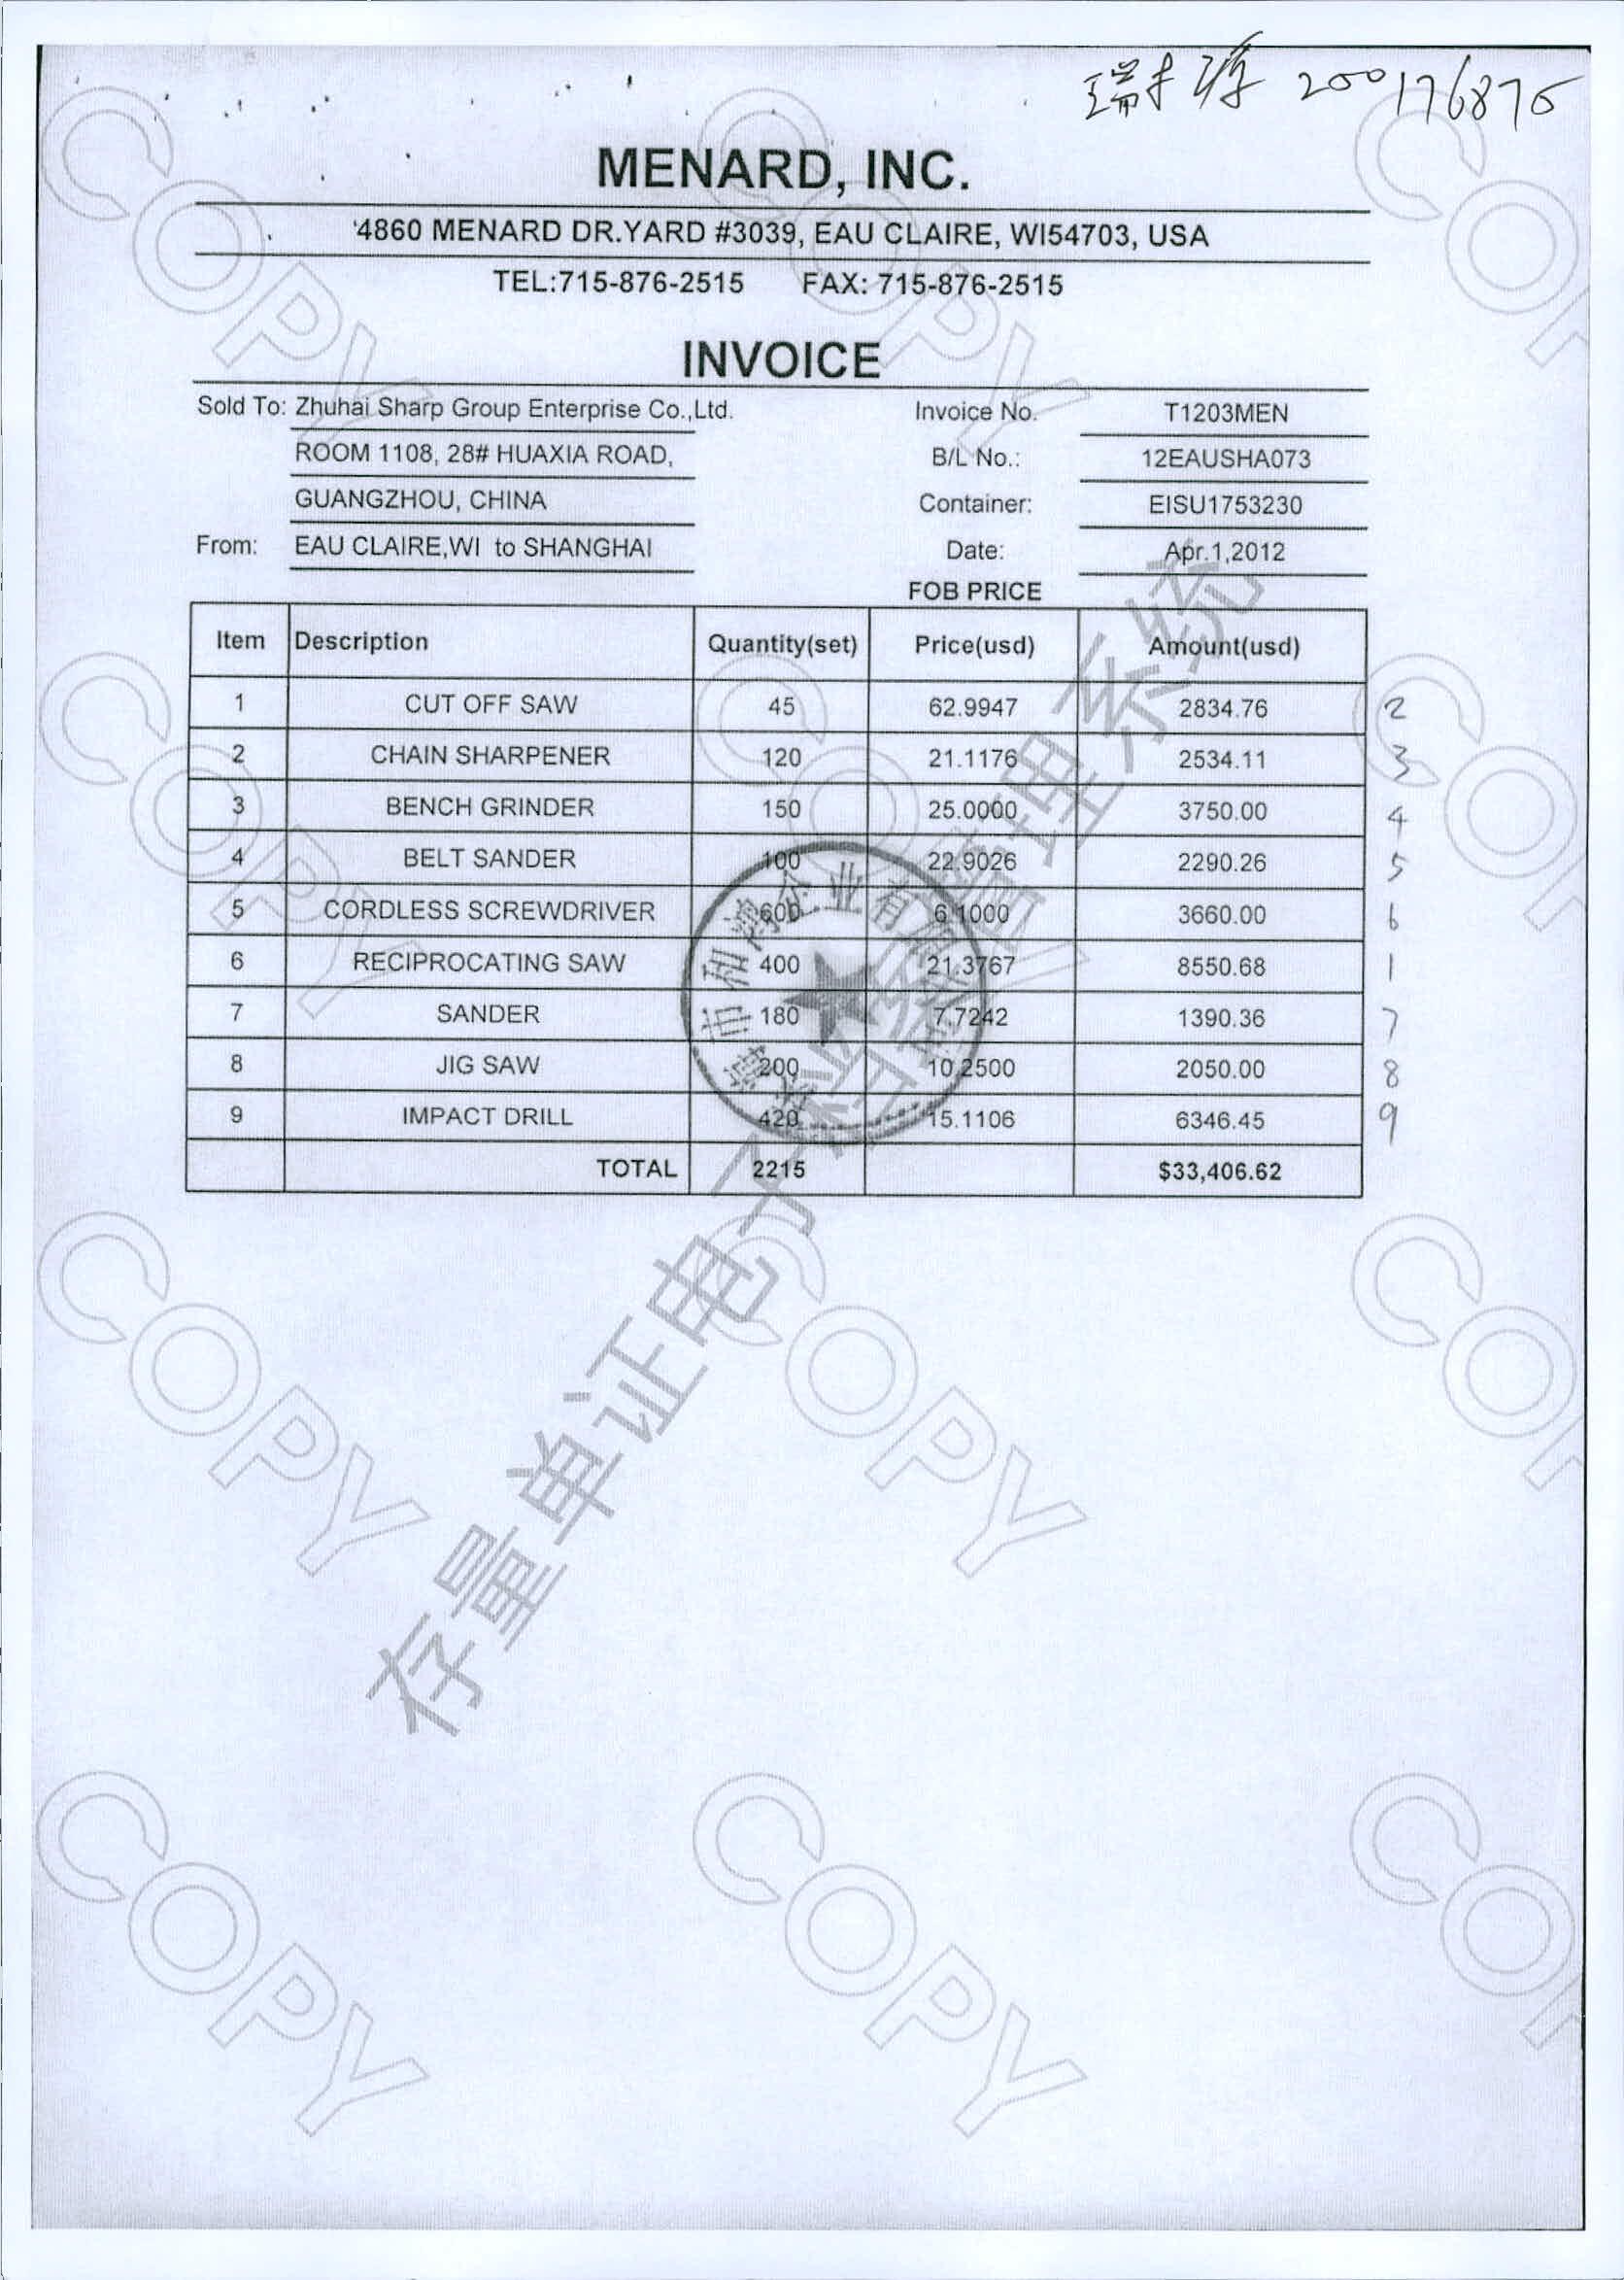 200176876
MENARD, INC.
4860 MENARD DR.YARD #3039, EAU CLAIRE, WI54703, USA
TEL:715-876-2515 FAX: 715-876-2515
INVOICE
Sold To: Zhuhai Sharp Group Enterprise Co.,Ltd. Invoice No. T1203MEN
ROOM 1108, 28# HUAXIA ROAD, B/L No.: 12EAUSHA073
GUANGZHOU, CHINA Container: EISU1753230
From: EAU CLAIRE,WI to SHANGHAI Date: Apr.1,2012
FOB PRICE
Item Description Quantity(set) Price(usd) Amount(usd)
1 CUT OFF SAW 45 62.9947 2834.76 2
2 CHAIN SHARPENER 120 21.1176 2534.11 3
3 BENCH GRINDER 150 25.0000 3750.00 4
4 BELT SANDER 100 22.9026 2290.26 5
5 CORDLESS SCREWDRIVER 600 6.1000 3660.00 6
6 RECIPROCATING SAW 400 21.3767 8550.68 1
7 SANDER 180 7.7242 1390.36 7
8 JIG SAW 200 10.2500 2050.00 8
9 IMPACT DRILL 420 15.1106 6346.45 9
TOTAL 2215 $33,406.62
存量单证电子
管理系统
COPY
COPY
COPY
COPY
COPY
COPY
COPY
COPY
COPY
COPY
COPY
COPY